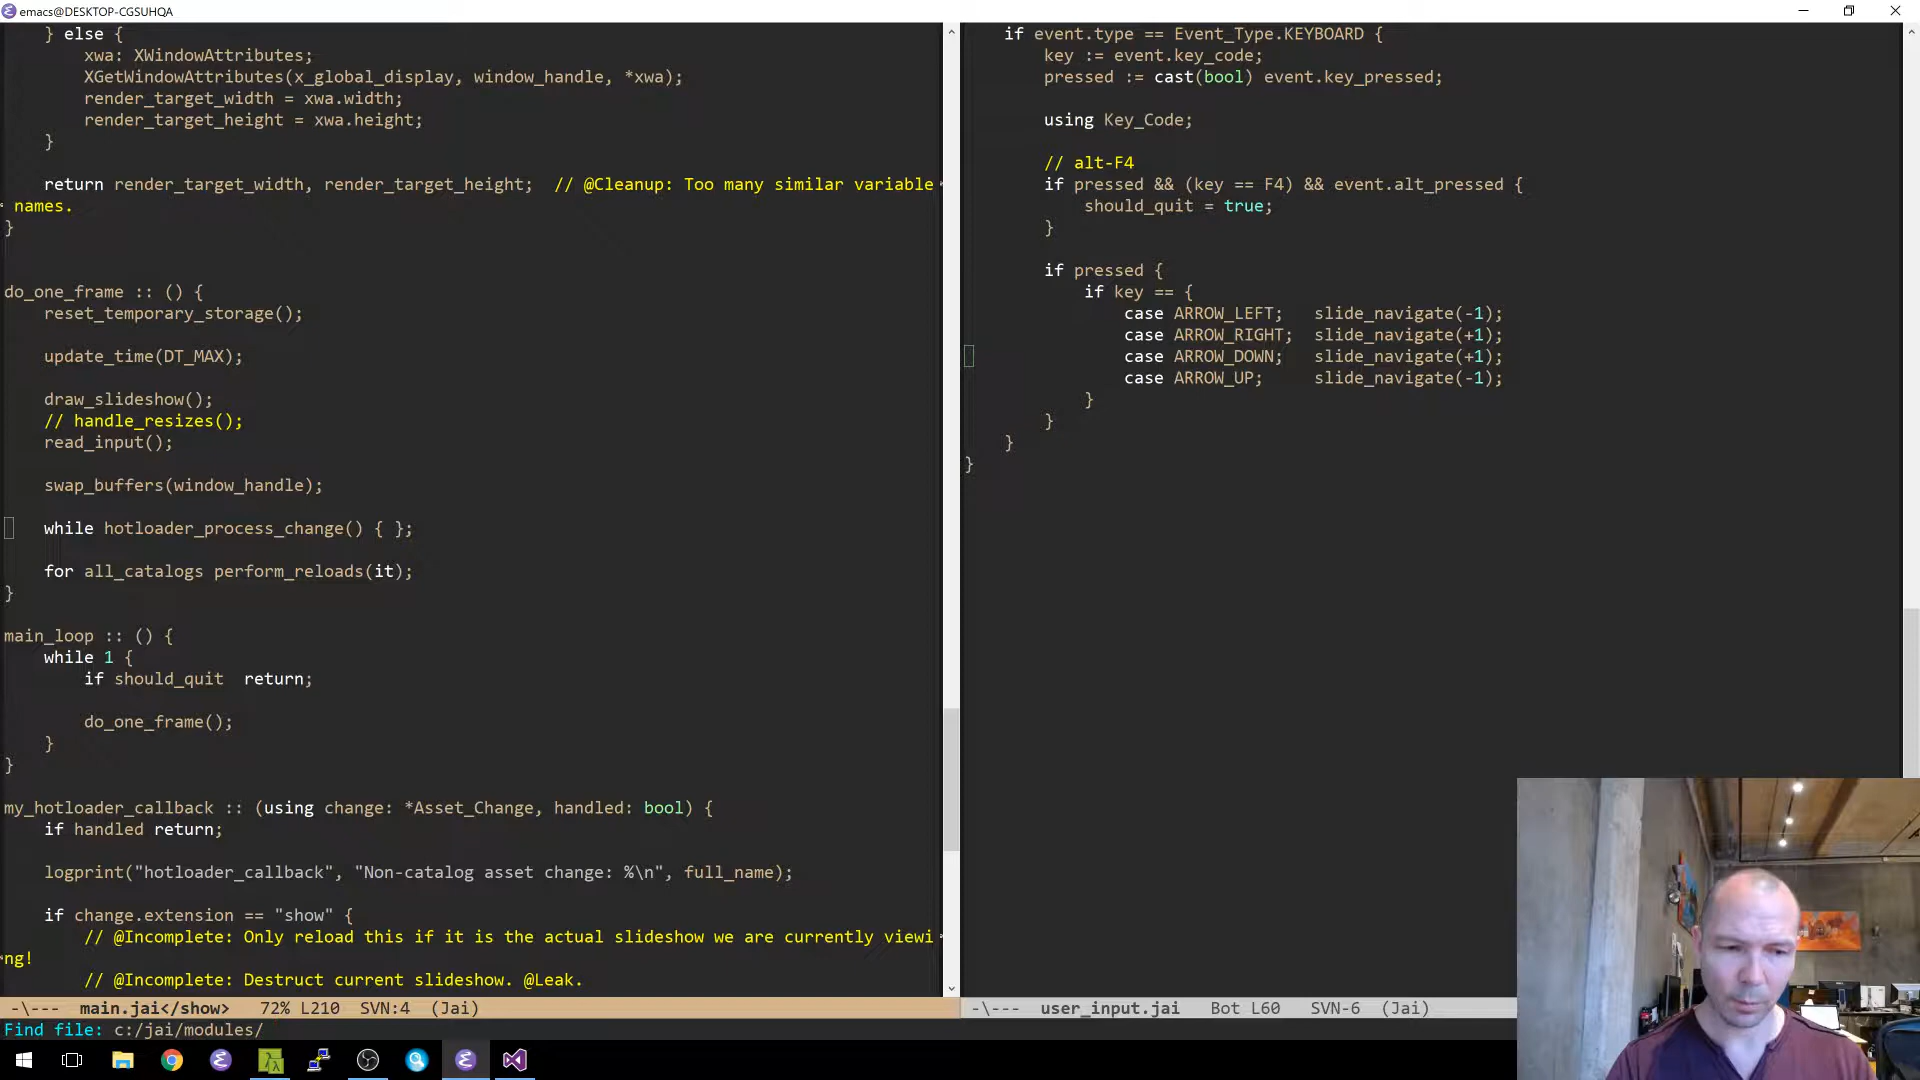 emacs@DESKTOP-CGSUHQA
} else {
xwa: XWindowAttributes;
XGetWindowAttributes(x_global_display, window_handle, *xwa);
render_target_width = xwa.width;
render_target_height = xwa.height;
}
return render_target_width, render_target_height;  // @Cleanup: Too many similar variable
names.
}
do_one_frame :: () {
reset_temporary_storage();
update_time(DT_MAX);
draw_slideshow();
// handle_resizes();
read_input();
swap_buffers(window_handle);
while hotloader_process_change() { };
for all_catalogs perform_reloads(it);
}
main_loop :: () {
while 1 {
if should_quit  return;
do_one_frame();
}
}
my_hotloader_callback :: (using change: *Asset_Change, handled: bool) {
if handled return;
logprint("hotloader_callback", "Non-catalog asset change: %\n", full_name);
if change.extension == "show" {
// @Incomplete: Only reload this if it is the actual slideshow we are currently viewi
ng!
// @Incomplete: Destruct current slideshow. @Leak.
-\---  main.jai</show>   72% L210  SVN:4  (Jai)
Find file: c:/jai/modules/
if event.type == Event_Type.KEYBOARD {
key := event.key_code;
pressed := cast(bool) event.key_pressed;
using Key_Code;
// alt-F4
if pressed && (key == F4) && event.alt_pressed {
should_quit = true;
}
if pressed {
if key == {
case ARROW_LEFT;   slide_navigate(-1);
case ARROW_RIGHT;  slide_navigate(+1);
case ARROW_DOWN;   slide_navigate(+1);
case ARROW_UP;     slide_navigate(-1);
}
}
}
}
-\---  user_input.jai   Bot L60   SVN-6  (Jai)